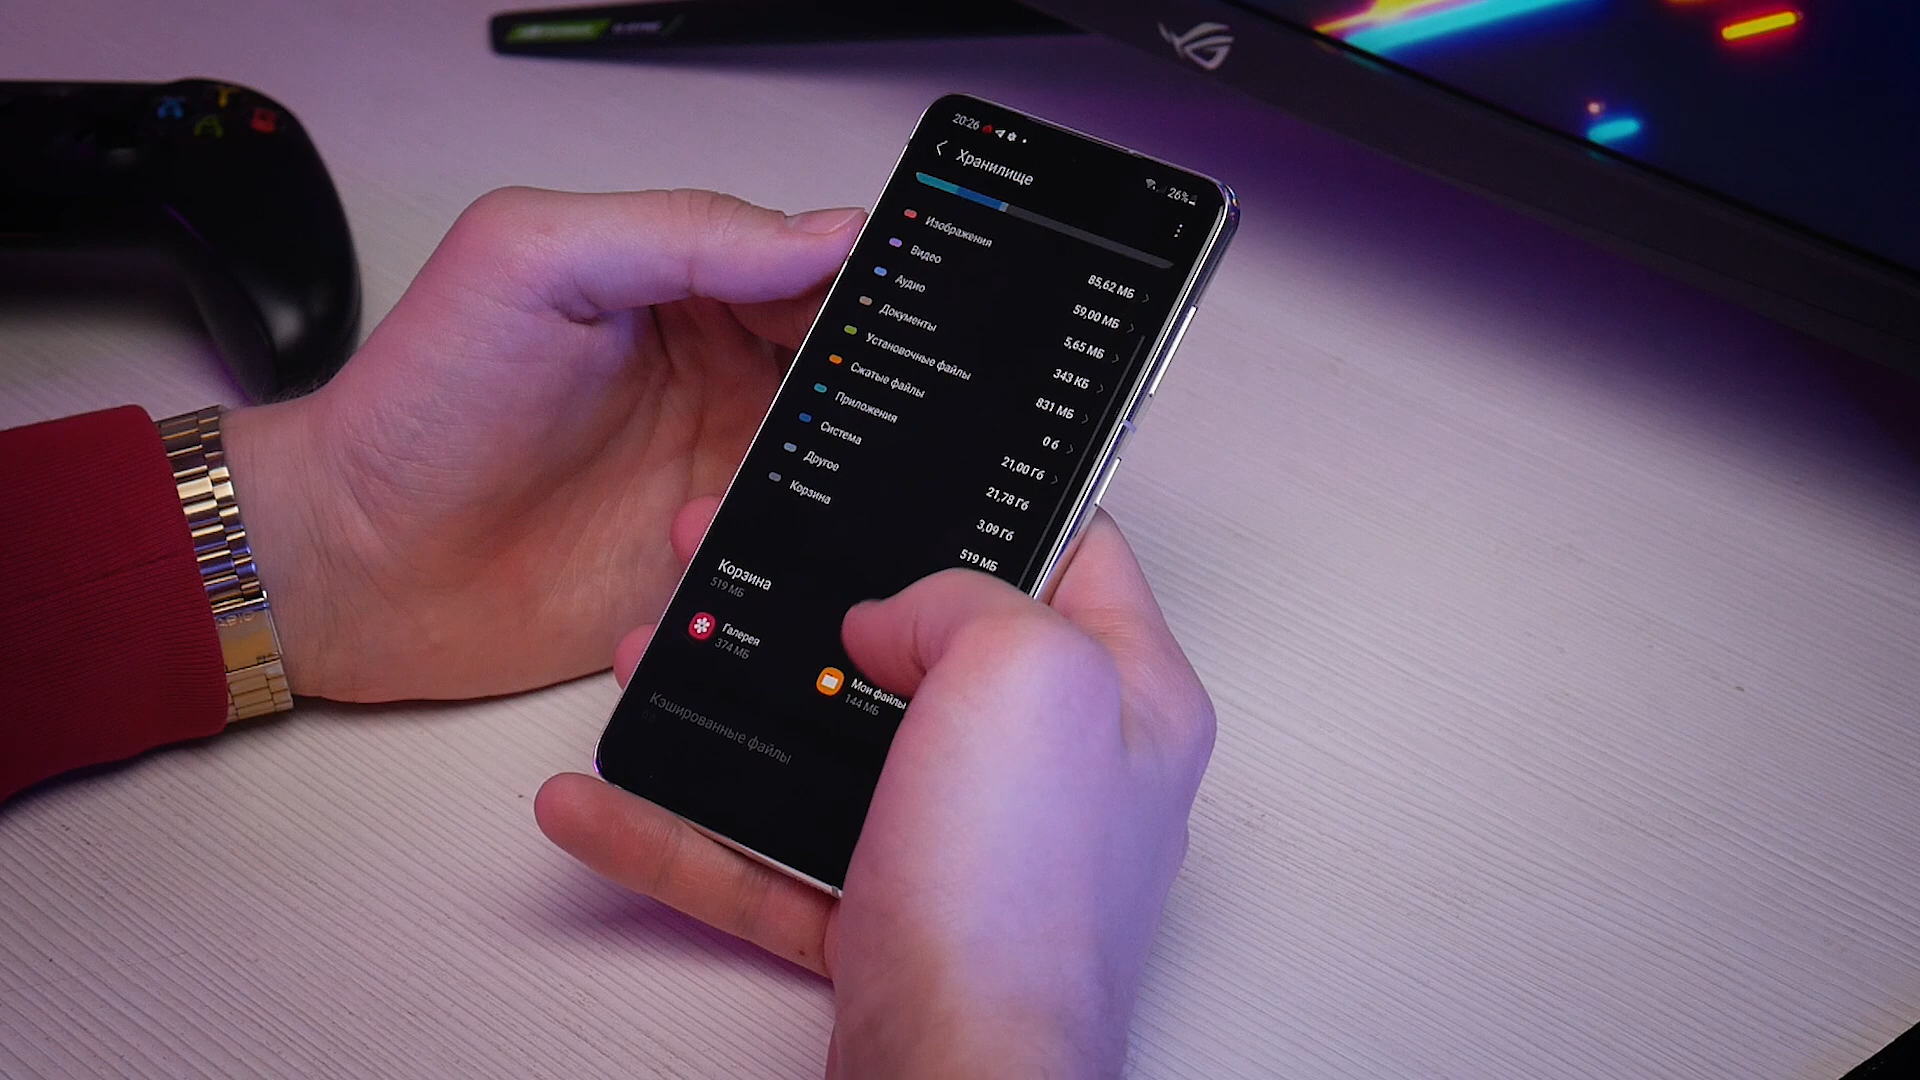 20:26
26%
Хранилище
Изображения 85,62 МБ
Видео 59,00 МБ
Аудио 5,65 МБ
Документы 343 КБ
Установочные файлы 831 МБ
Сжатые файлы 0 б
Приложения 21,00 Гб
Система 21,78 Гб
Другое 3,09 Гб
Корзина 519 МБ
Корзина
519 МБ
Галерея
374 МБ
Мои файлы
144 МБ
Кэшированные файлы
X Y A